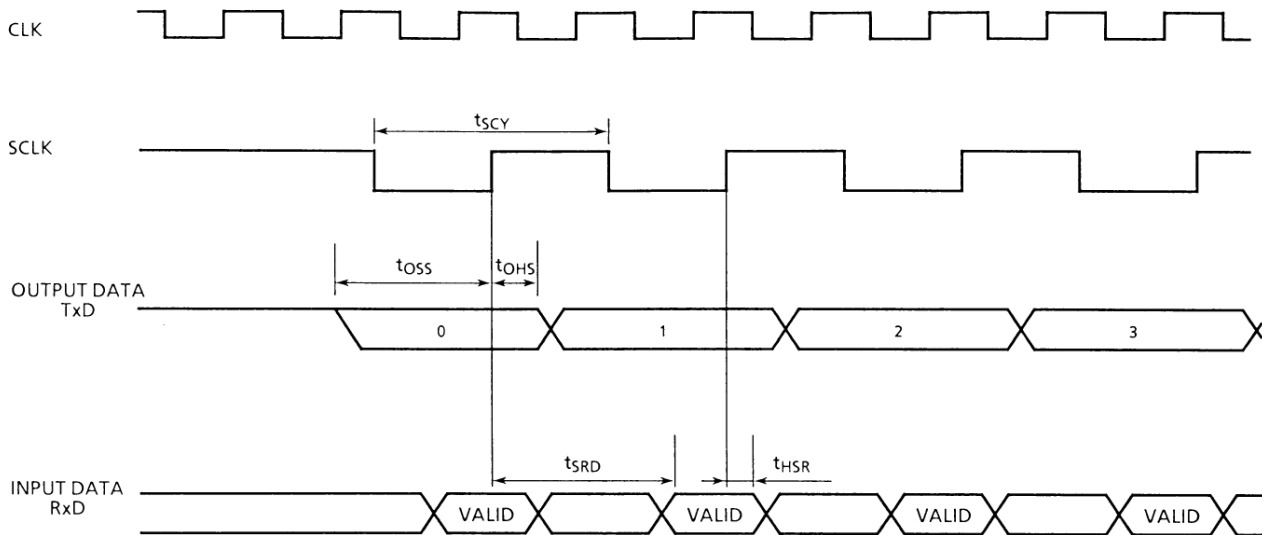 CLK
tSCY
SCLK
tOSS tOHS
OUTPUT DATA
TxD
0 1 2 3
tSRD tHSR
INPUT DATA
RxD
VALID VALID VALID VALID